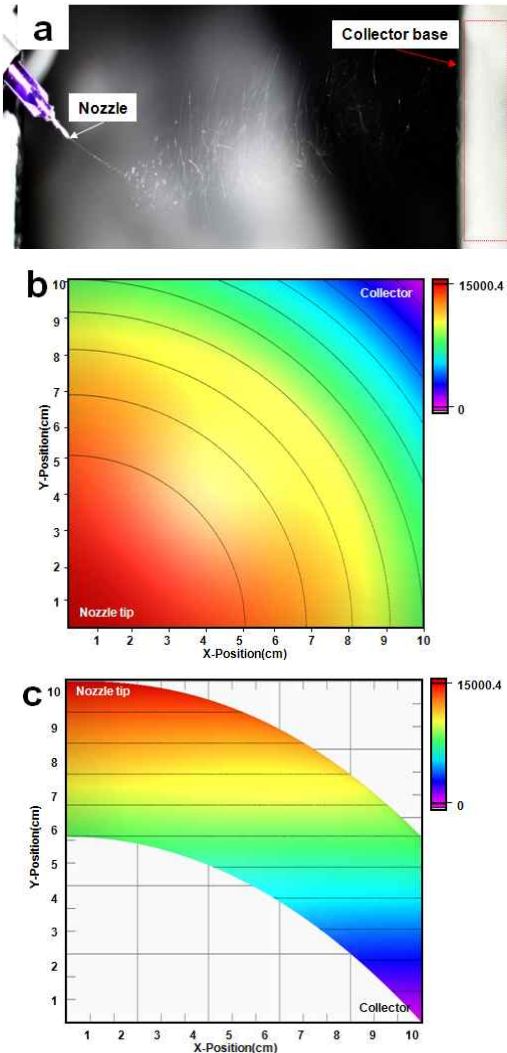 a
Collector base
Nozzle
b
10
9
8
7
6
5
4
3
2
1
Y-Position(cm)
Collector
Nozzle tip
1 2 3 4 5 6 7 8 9 10
X-Position(cm)
15000.4
0
c
10
9
8
7
6
5
4
3
2
1
Y-Position(cm)
Nozzle tip
Collector
1 2 3 4 5 6 7 8 9 10
X-Position(cm)
15000.4
0